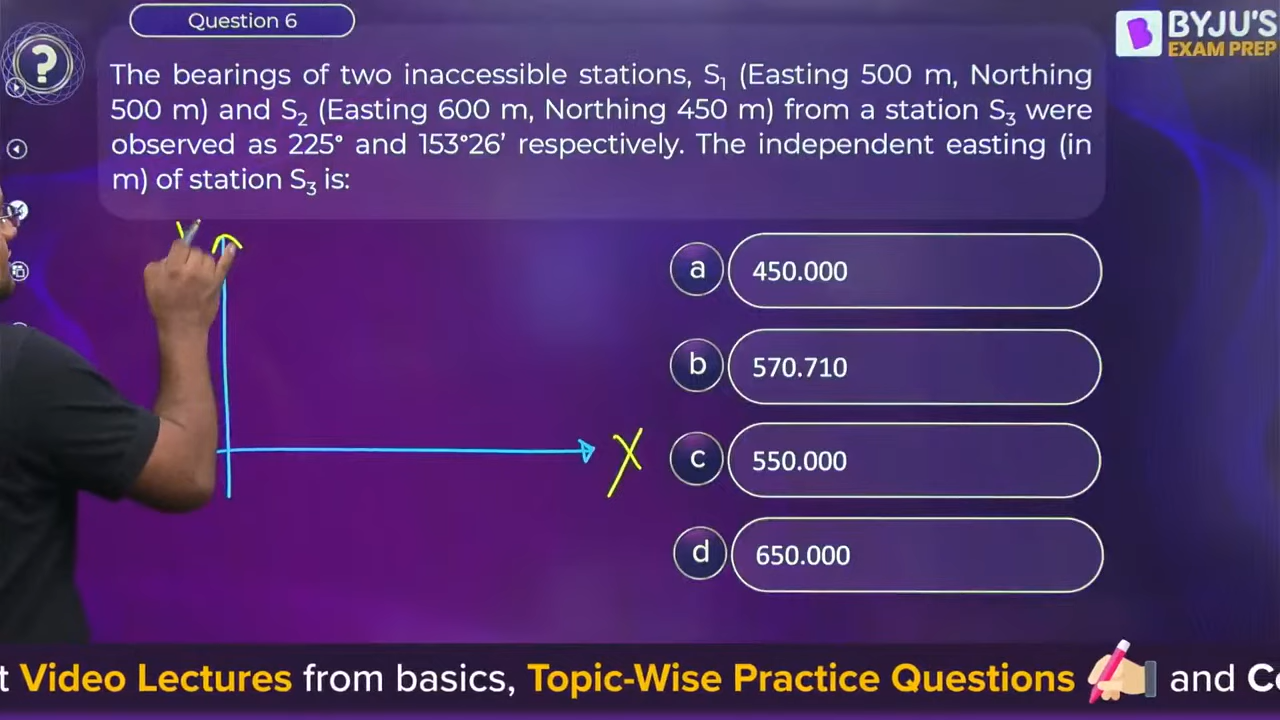 Question 6
BYJU'S
EXAM PREP
?
The bearings of two inaccessible stations, S₁ (Easting 500 m, Northing
500 m) and S₂ (Easting 600 m, Northing 450 m) from a station S₃ were
observed as 225° and 153°26′ respectively. The independent easting (in
m) of station S₃ is:
a 450.000
b 570.710
X
c 550.000
d 650.000
t Video Lectures from basics, Topic-Wise Practice Questions and Co